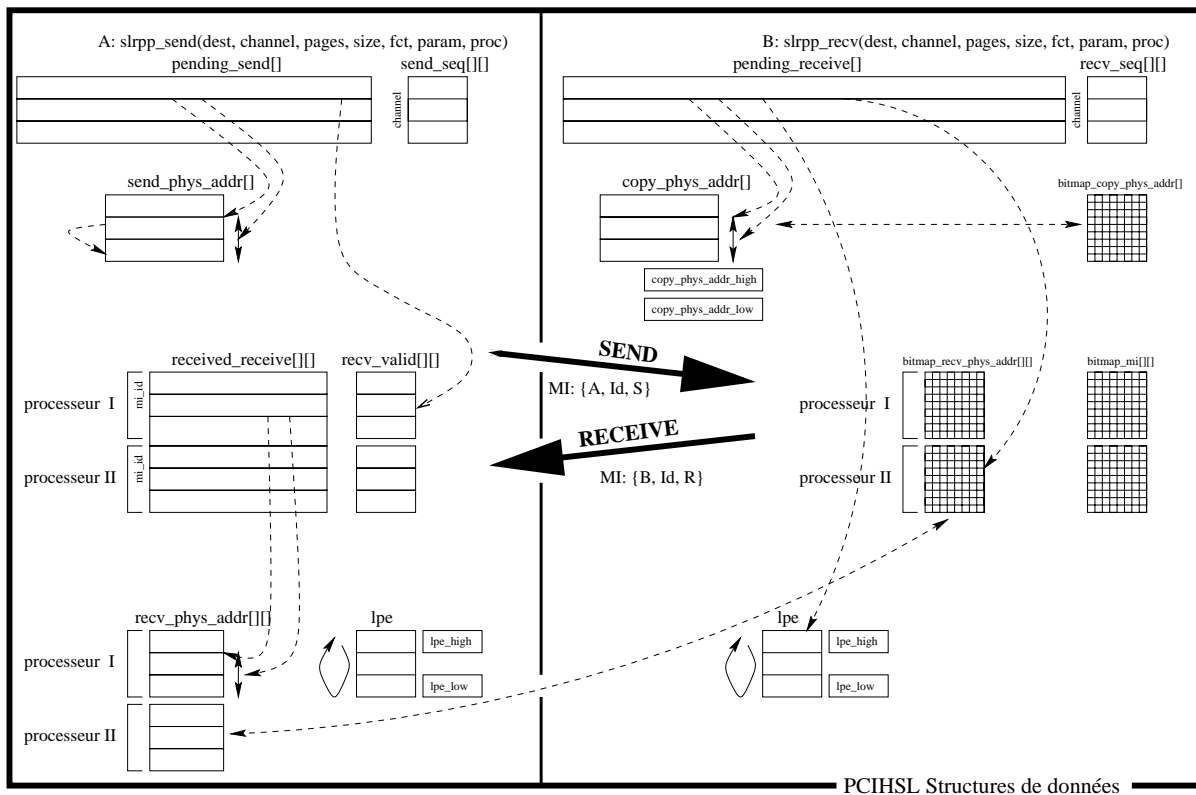 A: slrpp_send(dest, channel, pages, size, fct, param, proc)
pending_send[]
send_seq[][]
channel
send_phys_addr[]
received_receive[][]
recv_valid[][]
processeur I
mi_id
processeur II
mi_id
recv_phys_addr[][]
lpe
processeur I
lpe_high
lpe_low
processeur II
SEND
MI: {A, Id, S}
RECEIVE
MI: {B, Id, R}
B: slrpp_recv(dest, channel, pages, size, fct, param, proc)
pending_receive[]
recv_seq[][]
channel
copy_phys_addr[]
bitmap_copy_phys_addr[]
copy_phys_addr_high
copy_phys_addr_low
bitmap_recv_phys_addr[][]
bitmap_mi[][]
processeur I
processeur II
lpe
lpe_high
lpe_low
PCIHSL Structures de données